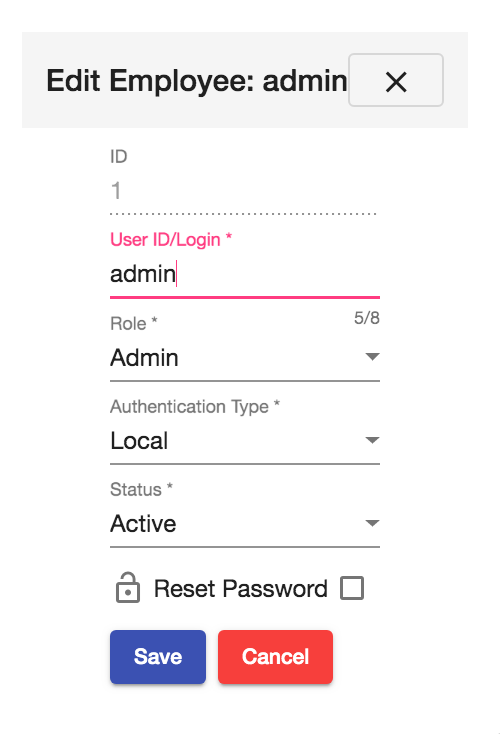 Edit Employee: admin
ID
1
User ID/Login *
admin
5/8
Role *
Admin
Authentication Type *
Local
Status *
Active
Reset Password
Save Cancel